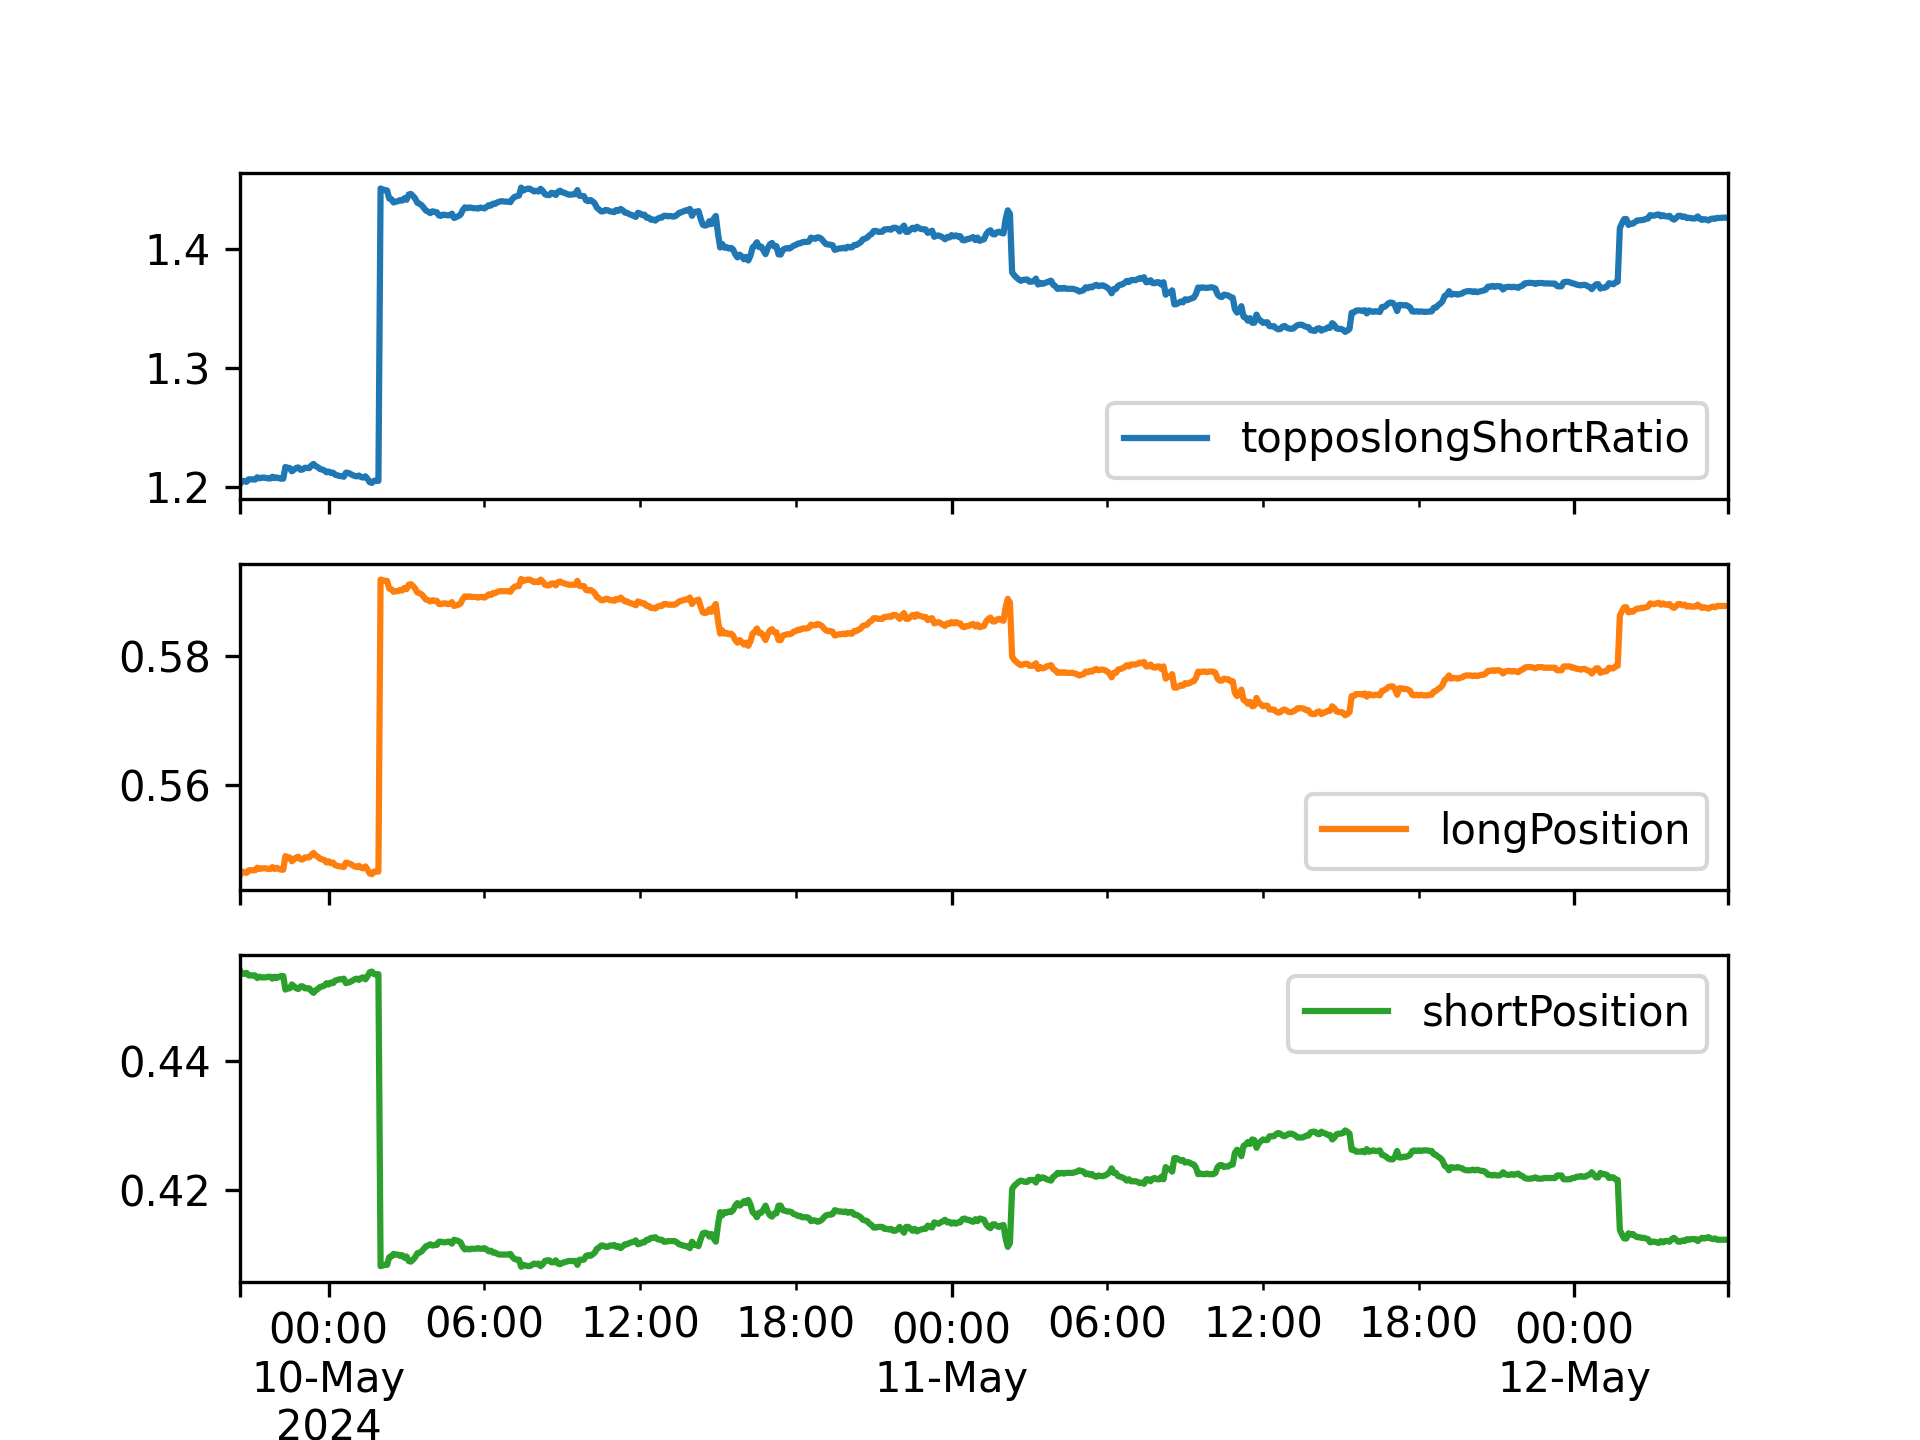 1.4
1.3
1.2
topposlongShortRatio
0.58
0.56
longPosition
0.44
0.42
shortPosition
00:00 06:00 12:00 18:00 00:00 06:00 12:00 18:00 00:00
10-May 11-May 12-May
2024